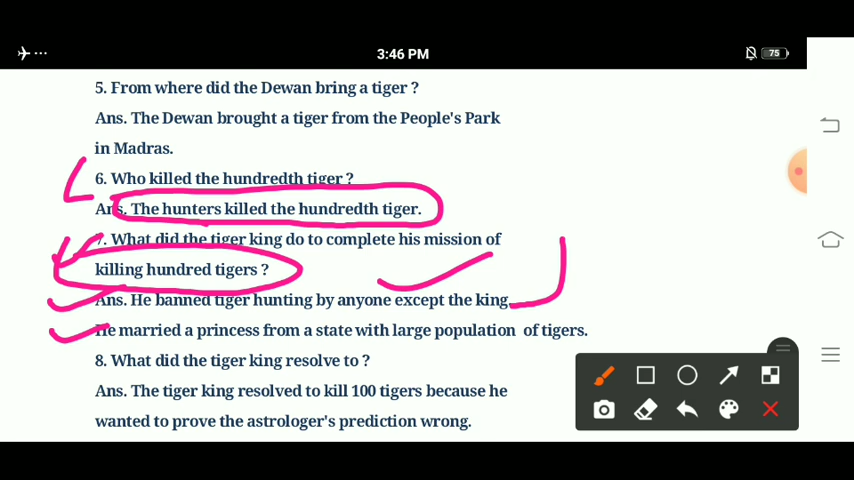 3:46 PM
75
5. From where did the Dewan bring a tiger ?
Ans. The Dewan brought a tiger from the People's Park
in Madras.
6. Who killed the hundredth tiger ?
Ans. The hunters killed the hundredth tiger.
7. What did the tiger king do to complete his mission of
killing hundred tigers ?
Ans. He banned tiger hunting by anyone except the king.
He married a princess from a state with large population of tigers.
8. What did the tiger king resolve to ?
Ans. The tiger king resolved to kill 100 tigers because he
wanted to prove the astrologer's prediction wrong.